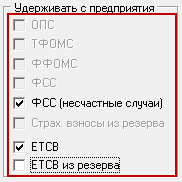 Удерживать с предприятия
ОПС
ТФОМС
ФФОМС
ФСС
ФСС (несчастные случаи)
Страх. взносы из резерва
ЕТСВ
ЕТСВ из резерва